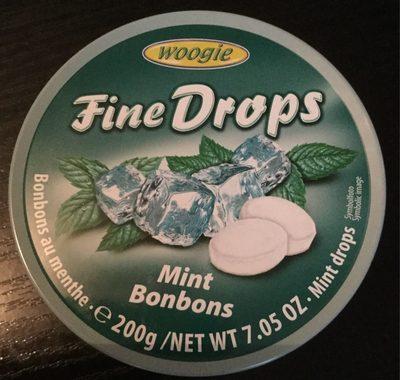 woogie
Fine Drops
Mint
Bonbons
Bonbons au menthe · ℮ 200g / NET WT 7.05 OZ · Mint drops
Symbolfoto
Symbolic image